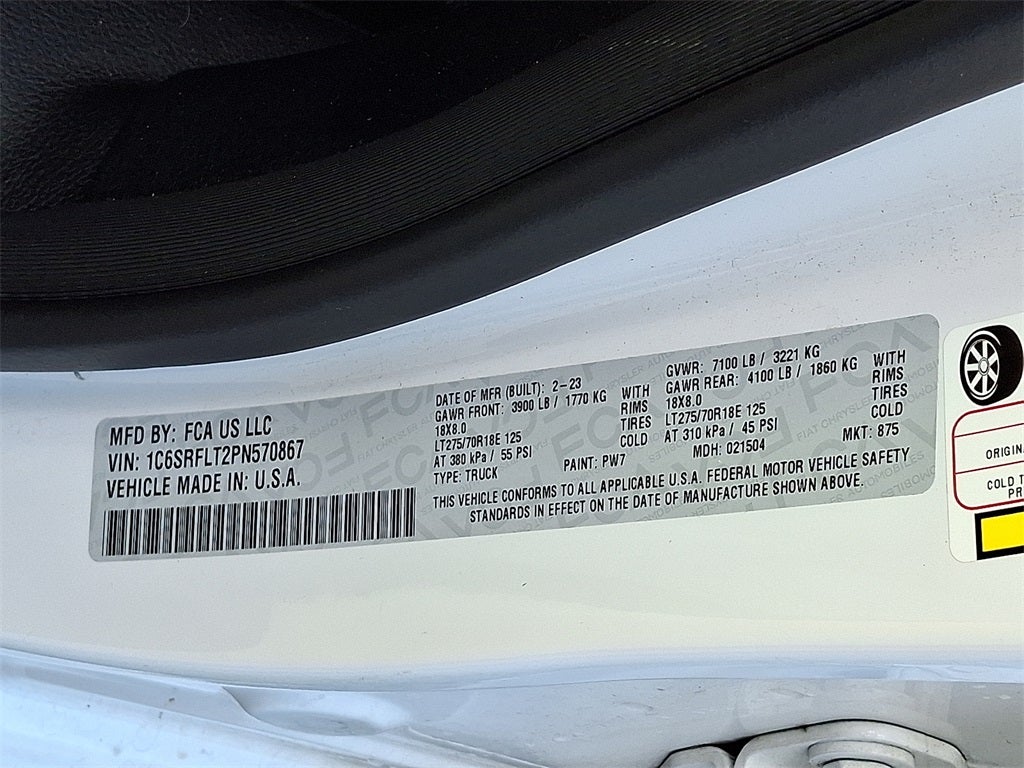 MFD BY: FCA US LLC
VIN: 1C6SRFLT2PN570867
VEHICLE MADE IN: U.S.A.
DATE OF MFR (BUILT): 2-23
GAWR FRONT: 3900 LB / 1770 KG WITH
18X8.0 RIMS
LT275/70R18E 125 TIRES
AT 380 kPa / 55 PSI COLD
TYPE: TRUCK PAINT: PW7
GVWR: 7100 LB / 3221 KG
GAWR REAR: 4100 LB / 1860 KG WITH
18X8.0 RIMS
LT275/70R18E 125 TIRES
AT 310 kPa / 45 PSI COLD
MDH: 021504 MKT: 875
THIS VEHICLE CONFORMS TO ALL APPLICABLE U.S.A. FEDERAL MOTOR VEHICLE SAFETY
STANDARDS IN EFFECT ON THE DATE OF MANUFACTURE SHOWN ABOVE.
COLD